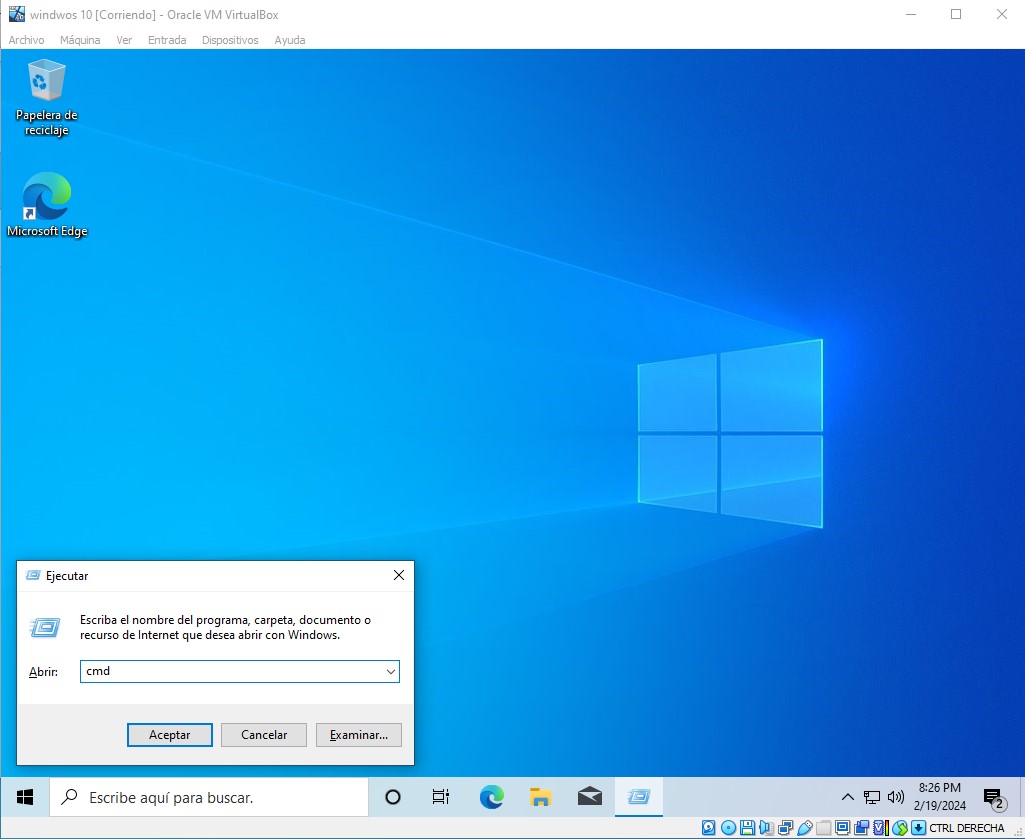 windwos 10 [Corriendo] - Oracle VM VirtualBox
Archivo Máquina Ver Entrada Dispositivos Ayuda
Papelera de
reciclaje
Microsoft Edge
Ejecutar
Escriba el nombre del programa, carpeta, documento o
recurso de Internet que desea abrir con Windows.
Abrir: cmd
Aceptar Cancelar Examinar...
Escribe aquí para buscar.
8:26 PM
2/19/2024
2
CTRL DERECHA